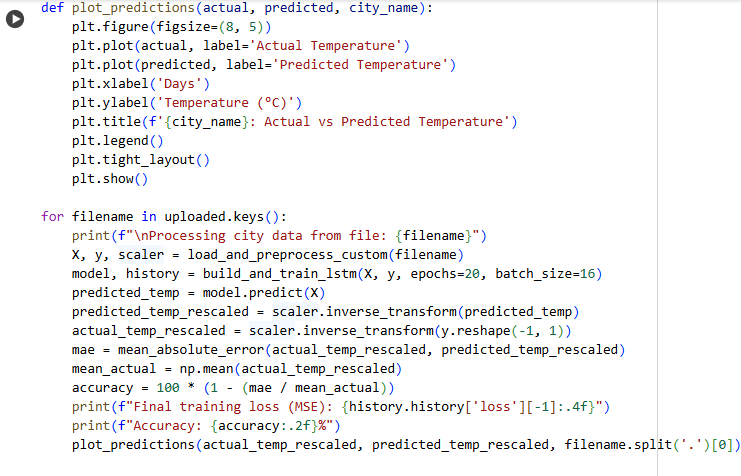 def plot_predictions(actual, predicted, city_name):
    plt.figure(figsize=(8, 5))
    plt.plot(actual, label='Actual Temperature')
    plt.plot(predicted, label='Predicted Temperature')
    plt.xlabel('Days')
    plt.ylabel('Temperature (°C)')
    plt.title(f'{city_name}: Actual vs Predicted Temperature')
    plt.legend()
    plt.tight_layout()
    plt.show()

for filename in uploaded.keys():
    print(f"\nProcessing city data from file: {filename}")
    X, y, scaler = load_and_preprocess_custom(filename)
    model, history = build_and_train_lstm(X, y, epochs=20, batch_size=16)
    predicted_temp = model.predict(X)
    predicted_temp_rescaled = scaler.inverse_transform(predicted_temp)
    actual_temp_rescaled = scaler.inverse_transform(y.reshape(-1, 1))
    mae = mean_absolute_error(actual_temp_rescaled, predicted_temp_rescaled)
    mean_actual = np.mean(actual_temp_rescaled)
    accuracy = 100 * (1 - (mae / mean_actual))
    print(f"Final training loss (MSE): {history.history['loss'][-1]:.4f}")
    print(f"Accuracy: {accuracy:.2f}%")
    plot_predictions(actual_temp_rescaled, predicted_temp_rescaled, filename.split('.')[0])